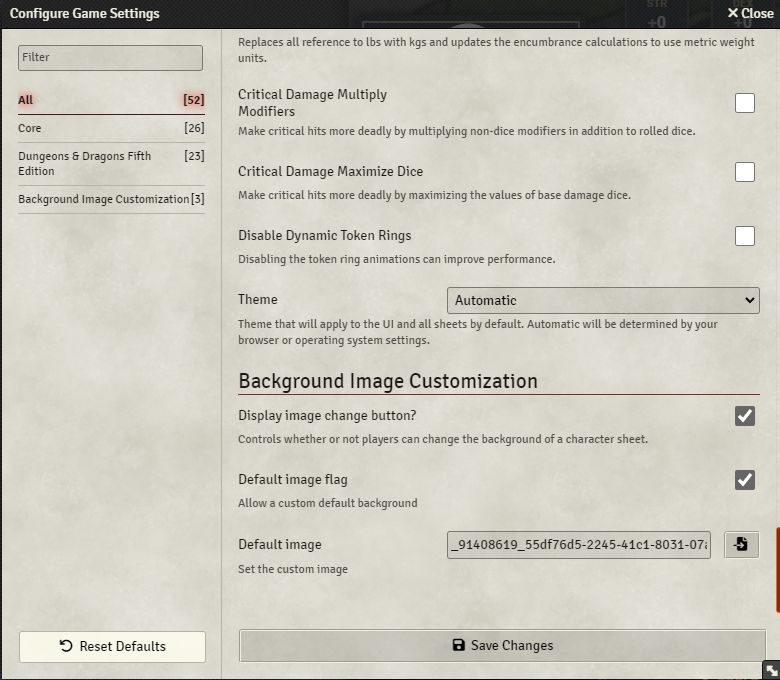 Configure Game Settings
STR
DEX
+0
+0
Close
Filter
All [52]
Core [26]
Dungeons & Dragons Fifth [23]
Edition
Background Image Customization [3]
Replaces all reference to lbs with kgs and updates the encumbrance calculations to use metric weight
units.
Critical Damage Multiply
Modifiers
Make critical hits more deadly by multiplying non-dice modifiers in addition to rolled dice.
Critical Damage Maximize Dice
Make critical hits more deadly by maximizing the values of base damage dice.
Disable Dynamic Token Rings
Disabling the token ring animations can improve performance.
Theme
Automatic
Theme that will apply to the UI and all sheets by default. Automatic will be determined by your
browser or operating system settings.
Background Image Customization
Display image change button?
Controls whether or not players can change the background of a character sheet.
Default image flag
Allow a custom default background
Default image
_91408619_55df76d5-2245-41c1-8031-07a
Set the custom image
Reset Defaults
Save Changes